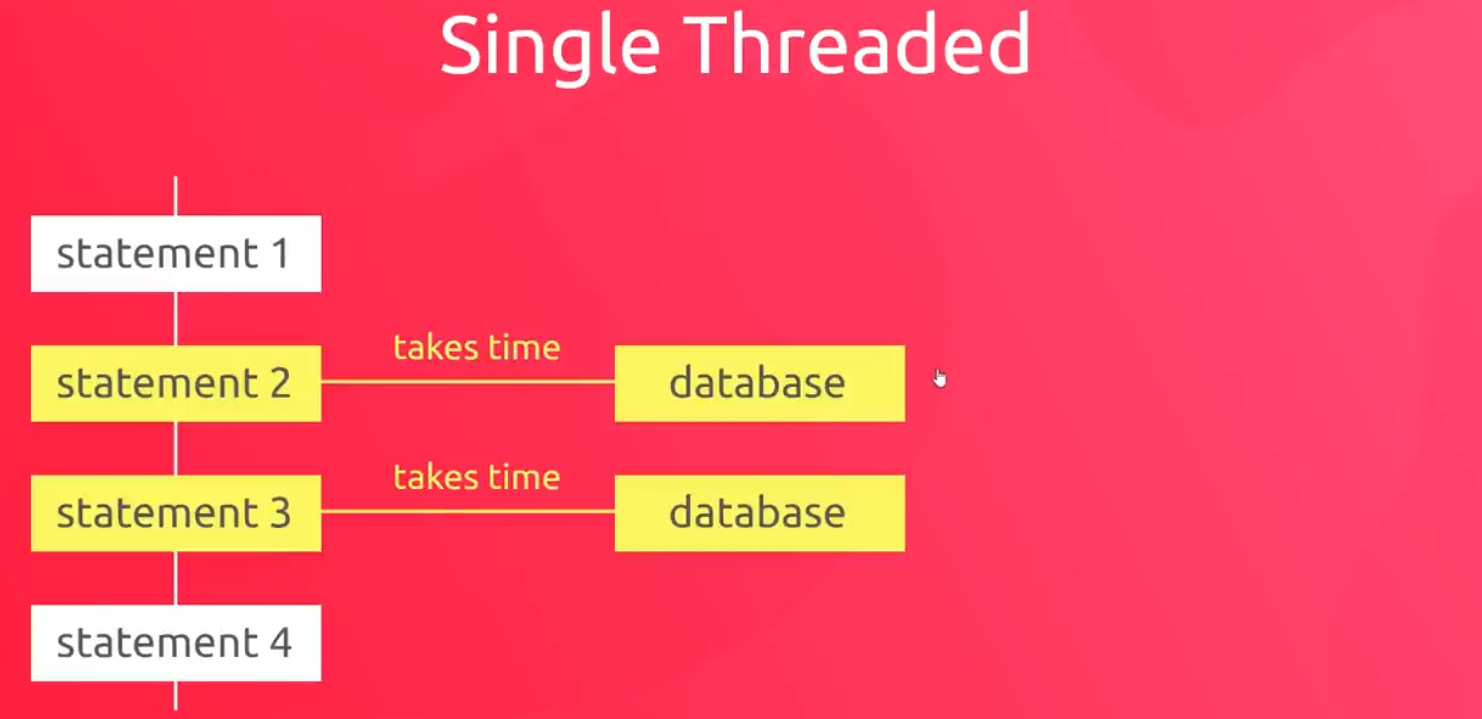 Single Threaded
statement 1
takes time
statement 2
database
takes time
statement 3
database
statement 4